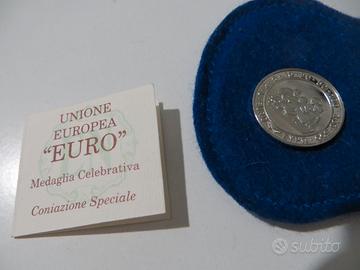 UNIONE
EUROPEA
“EURO”
Medaglia Celebrativa
Coniazione Speciale
subito